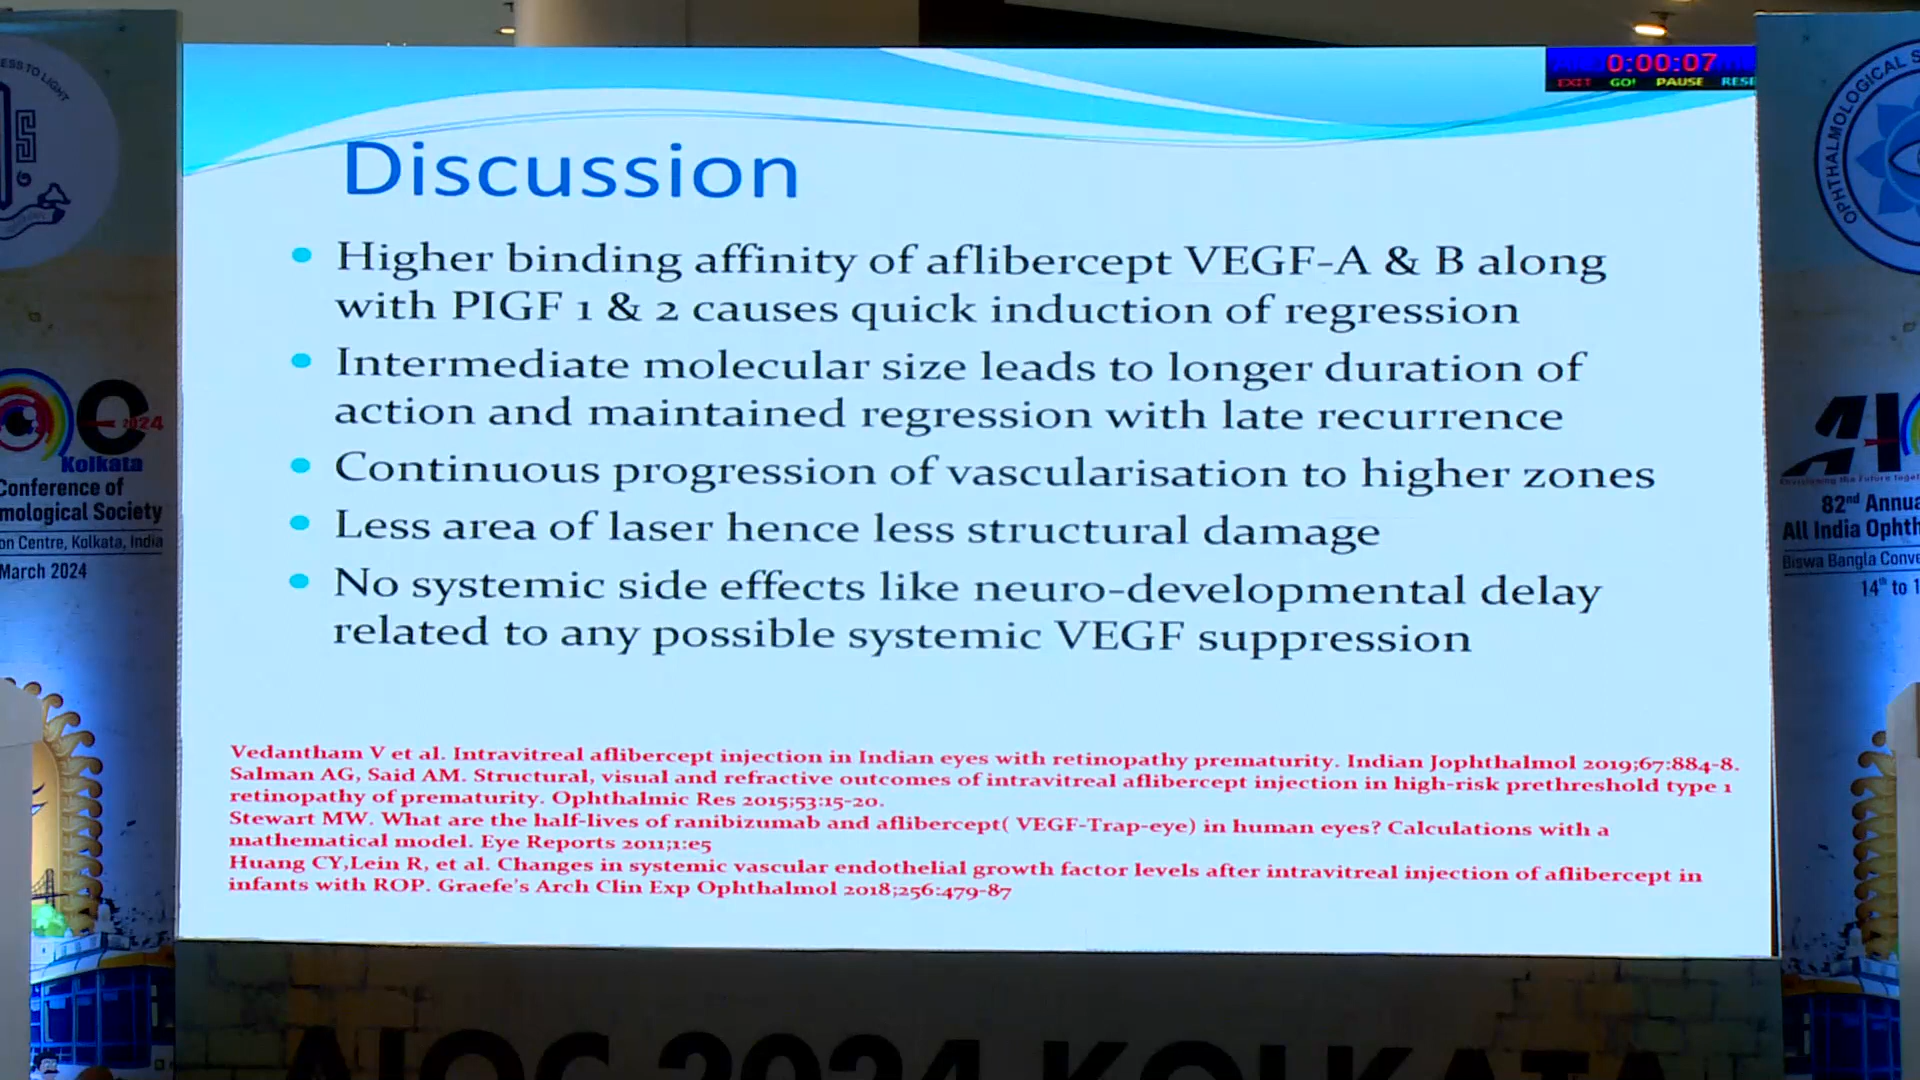 0:00:07
EXIT GO! PAUSE RESE
Discussion
• Higher binding affinity of aflibercept VEGF-A & B along
with PIGF 1 & 2 causes quick induction of regression
• Intermediate molecular size leads to longer duration of
action and maintained regression with late recurrence
• Continuous progression of vascularisation to higher zones
• Less area of laser hence less structural damage
• No systemic side effects like neuro-developmental delay
related to any possible systemic VEGF suppression
Vedantham V et al. Intravitreal aflibercept injection in Indian eyes with retinopathy prematurity. Indian Jophthalmol 2019;67:884-8.
Salman AG, Said AM. Structural, visual and refractive outcomes of intravitreal aflibercept injection in high-risk prethreshold type 1
retinopathy of prematurity. Ophthalmic Res 2015;53:15-20.
Stewart MW. What are the half-lives of ranibizumab and aflibercept( VEGF-Trap-eye) in human eyes? Calculations with a
mathematical model. Eye Reports 2011;1:e5
Huang CY,Lein R, et al. Changes in systemic vascular endothelial growth factor levels after intravitreal injection of aflibercept in
infants with ROP. Graefe's Arch Clin Exp Ophthalmol 2018;256:479-87
ESS TO LIGHT
OC 2024
Kolkata
Conference of
mological Society
on Centre, Kolkata, India
March 2024
OPHTHALMOLOGICAL S
AIO
82nd Annua
All India Ophth
Biswa Bangla Conve
14th to 1
AIOC 2024 KOLKATA